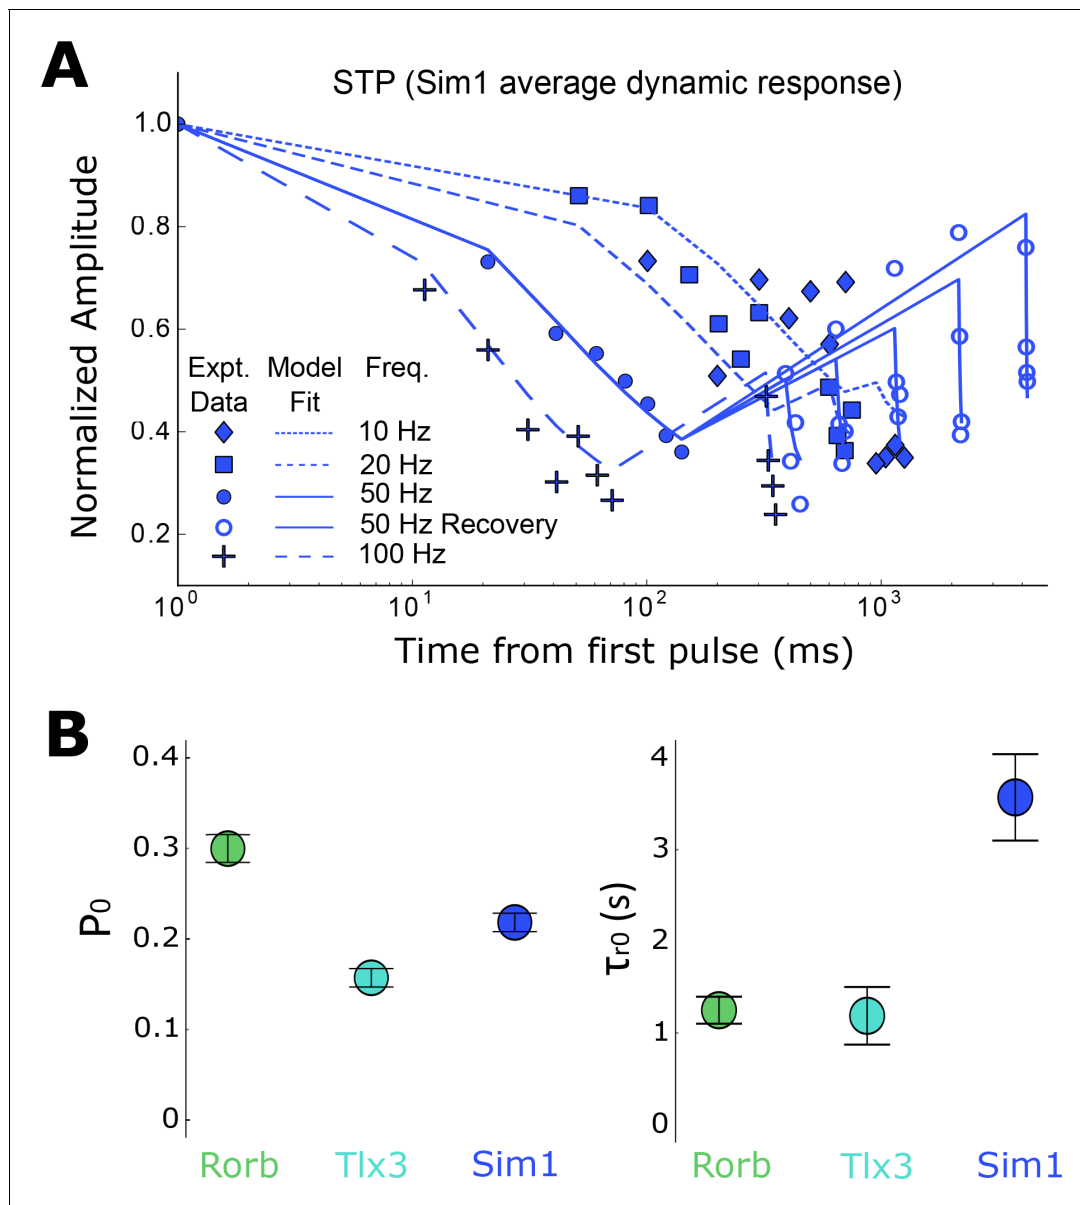 A
STP (Sim1 average dynamic response)
Normalized Amplitude
1.0
0.8
0.6
0.4
0.2
Expt. Data
Model Fit
Freq.
10 Hz
20 Hz
50 Hz
50 Hz Recovery
100 Hz
10^0 10^1 10^2 10^3
Time from first pulse (ms)
B
P0
0.4
0.3
0.2
0.1
0
Rorb Tlx3 Sim1
τr0 (s)
4
3
2
1
0
Rorb Tlx3 Sim1